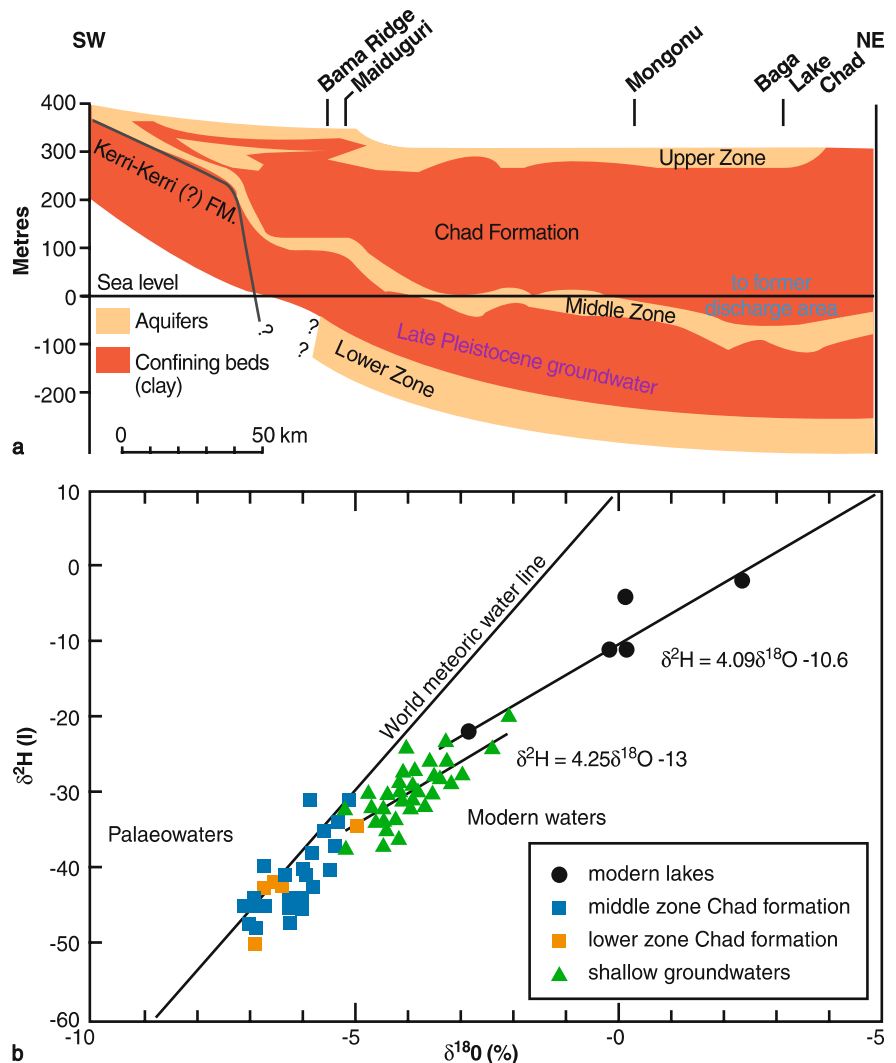 SW
Bama Ridge
Maiduguri
Mongonu
Baga
Lake
Chad
NE
400
300
200
100
0
-100
-200
Metres
Kerri-Kerri (?) FM.
Upper Zone
Chad Formation
Sea level
to former
discharge area
Middle Zone
Aquifers
Confining beds
(clay)
?
?
?
Late Pleistocene groundwater
Lower Zone
0
50 km
a
10
0
-10
-20
-30
-40
-50
-60
δ²H (I)
World meteoric water line
δ²H = 4.09δ¹⁸O -10.6
δ²H = 4.25δ¹⁸O -13
Palaeowaters
Modern waters
modern lakes
middle zone Chad formation
lower zone Chad formation
shallow groundwaters
-10
-5
-0
-5
δ¹⁸0 (%)
b